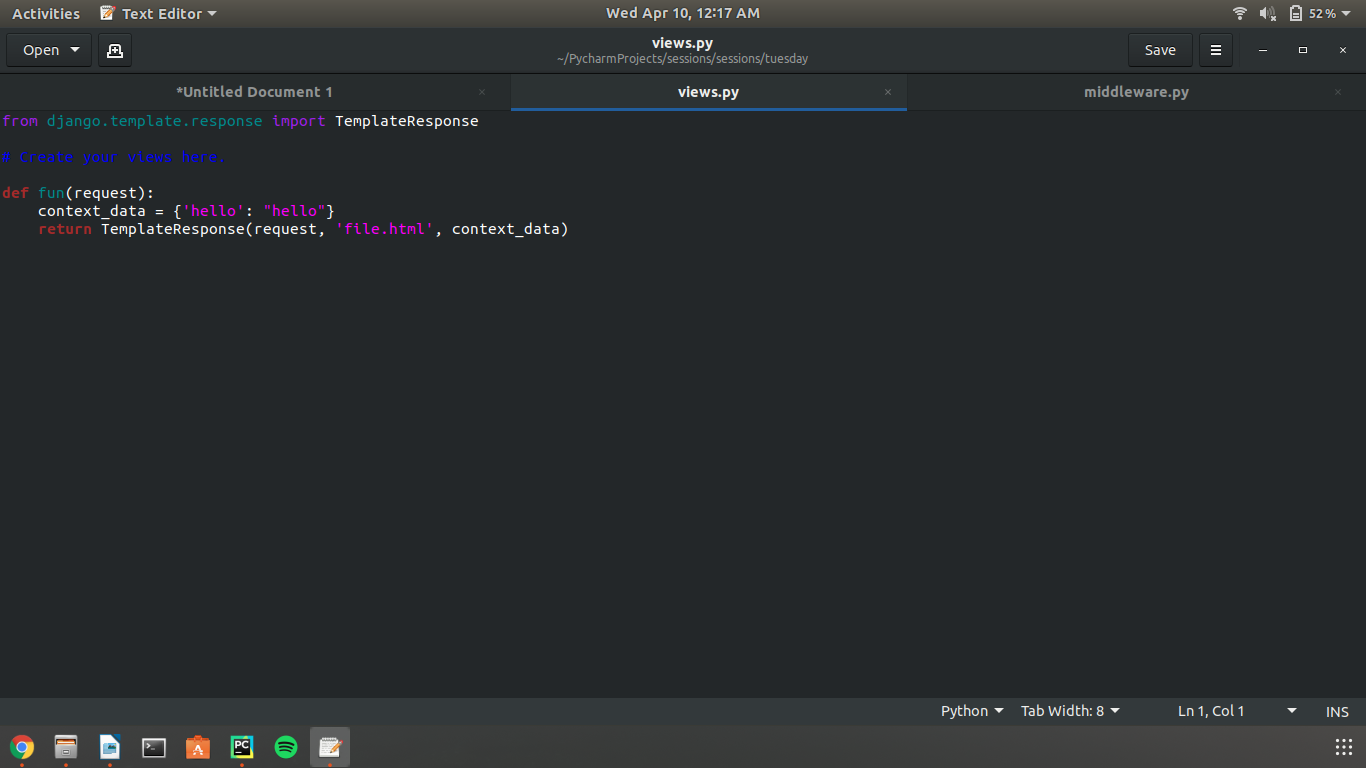 Activities Text Editor Wed Apr 10, 12:17 AM 52%
Open views.py Save
~/PycharmProjects/sessions/sessions/tuesday
*Untitled Document 1 × views.py × middleware.py ×
from django.template.response import TemplateResponse
# Create your views here.
def fun(request):
    context_data = {'hello': "hello"}
    return TemplateResponse(request, 'file.html', context_data)
Python Tab Width: 8 Ln 1, Col 1 INS
PC